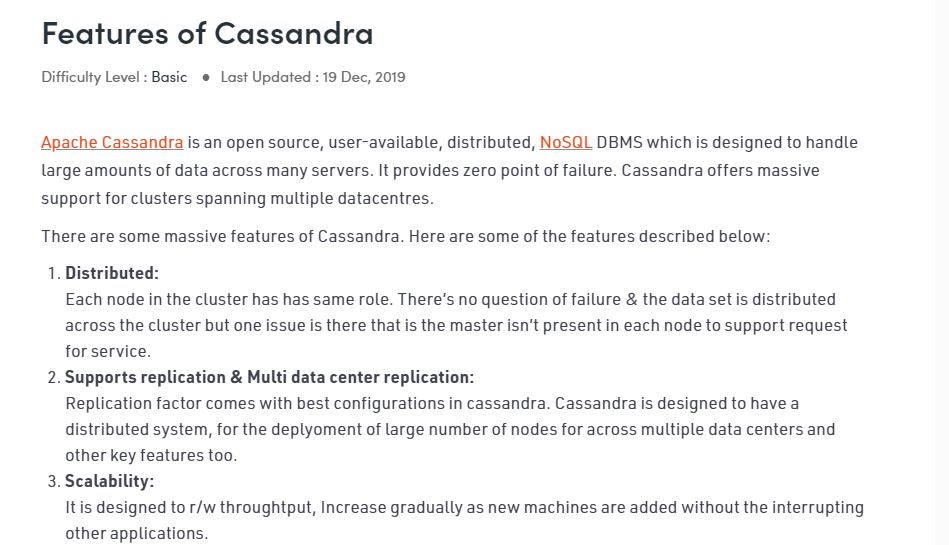 Features of Cassandra
Difficulty Level : Basic ● Last Updated : 19 Dec, 2019
Apache Cassandra is an open source, user-available, distributed, NoSQL DBMS which is designed to handle
large amounts of data across many servers. It provides zero point of failure. Cassandra offers massive
support for clusters spanning multiple datacentres.
There are some massive features of Cassandra. Here are some of the features described below:
1. Distributed:
Each node in the cluster has has same role. There’s no question of failure & the data set is distributed
across the cluster but one issue is there that is the master isn’t present in each node to support request
for service.
2. Supports replication & Multi data center replication:
Replication factor comes with best configurations in cassandra. Cassandra is designed to have a
distributed system, for the deplyoment of large number of nodes for across multiple data centers and
other key features too.
3. Scalability:
It is designed to r/w throughtput, Increase gradually as new machines are added without the interrupting
other applications.